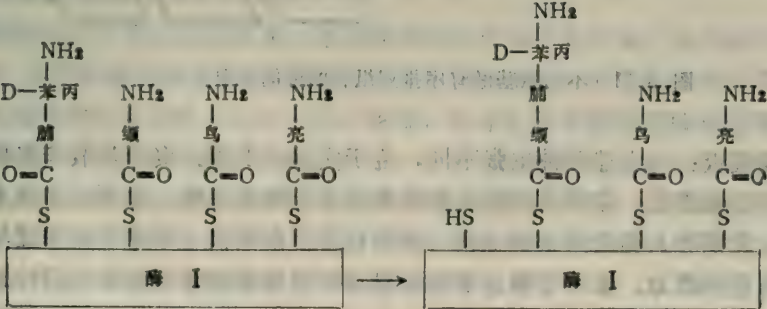 NH₂
NH₂
D—苯丙
D—苯丙
NH₂ NH₂ NH₂
NH₂ NH₂
脯 缬 鸟 亮
脯
缬 鸟 亮
O=C C=O C=O C=O
C=O C=O C=O
S S S S
HS S S S
酶 I
酶 I